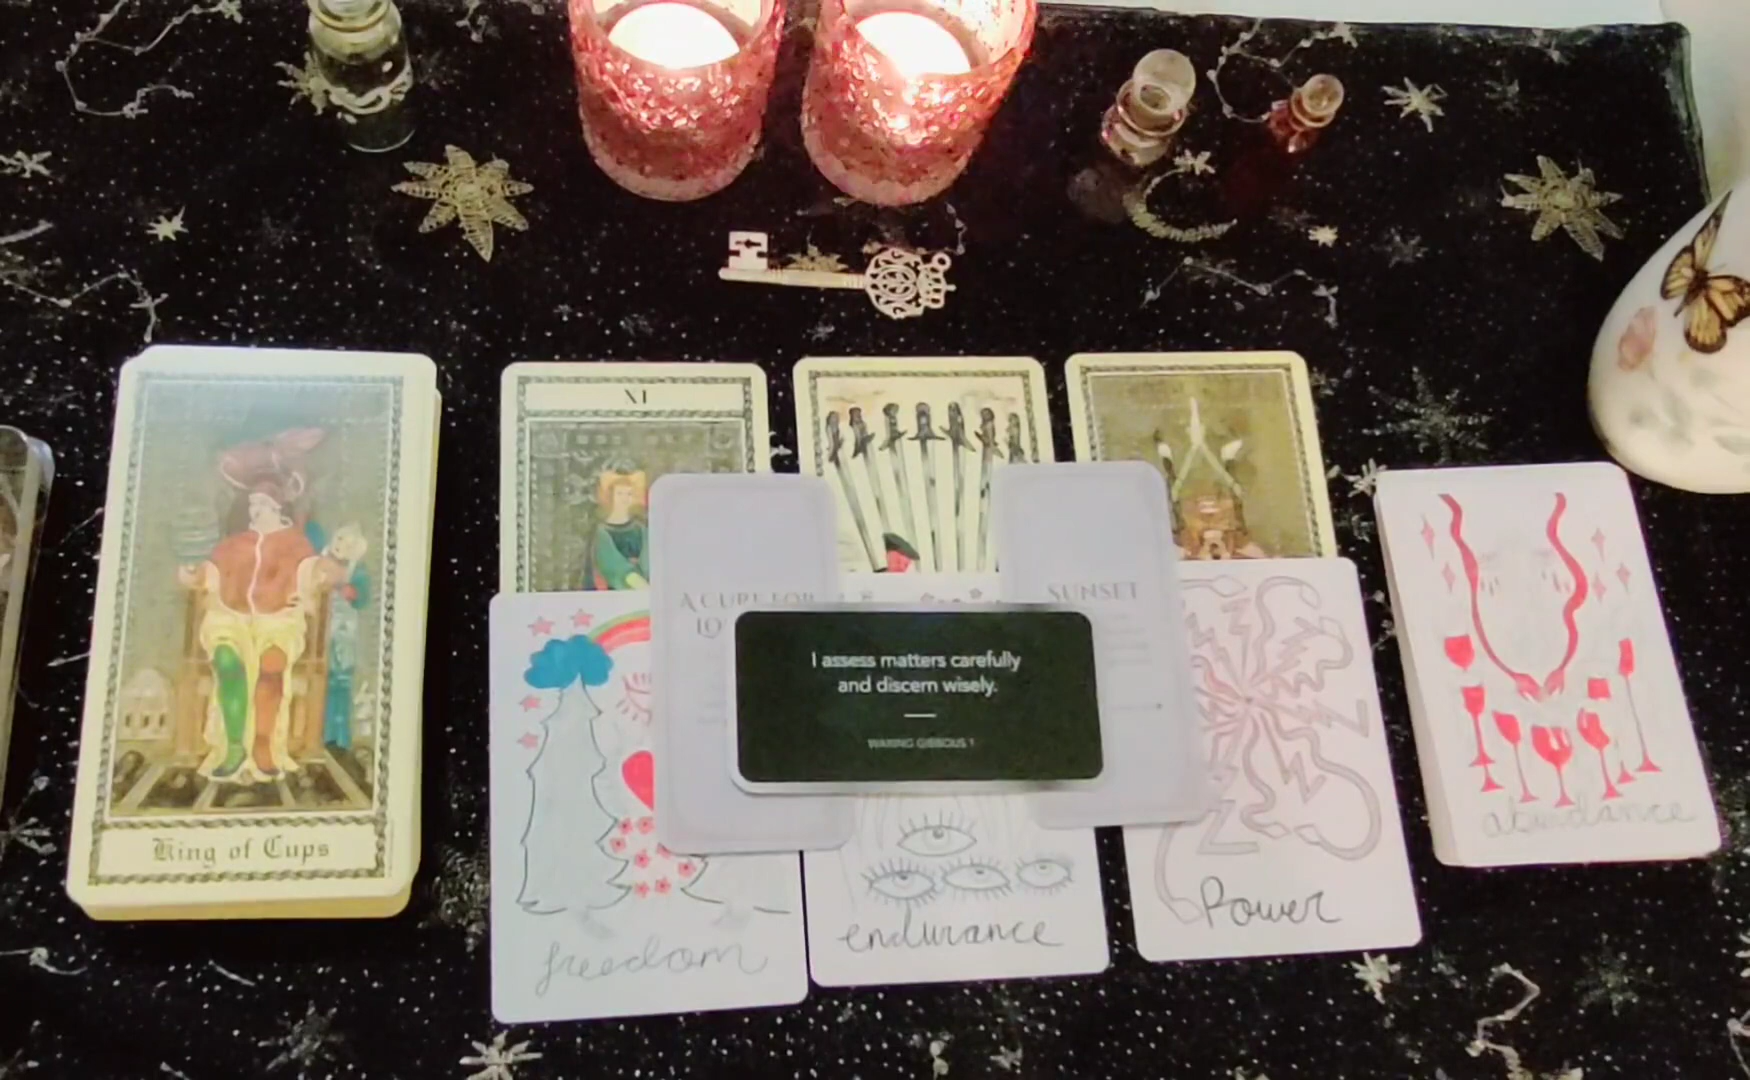 XI
A CURE FOR
SUNSET
I assess matters carefully
and discern wisely.
WAXING GIBBOUS 1
King of Cups
freedom
endurance
Power
abundance